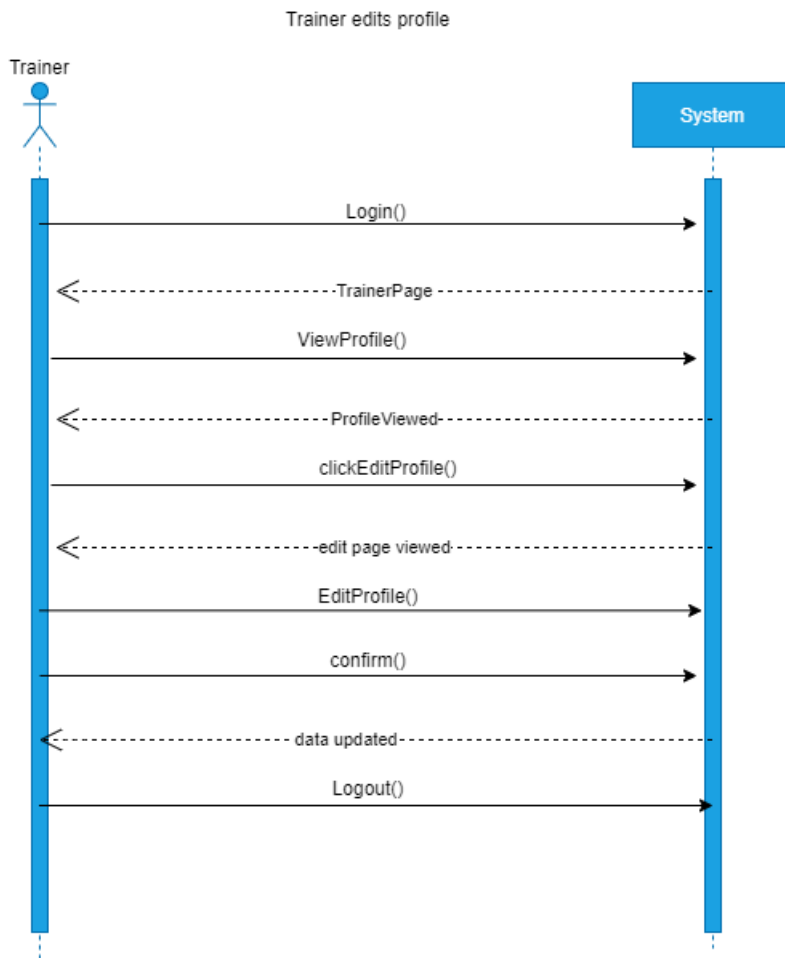 Trainer edits profile
Trainer
System
Login()
TrainerPage
ViewProfile()
ProfileViewed
clickEditProfile()
edit page viewed
EditProfile()
confirm()
data updated
Logout()